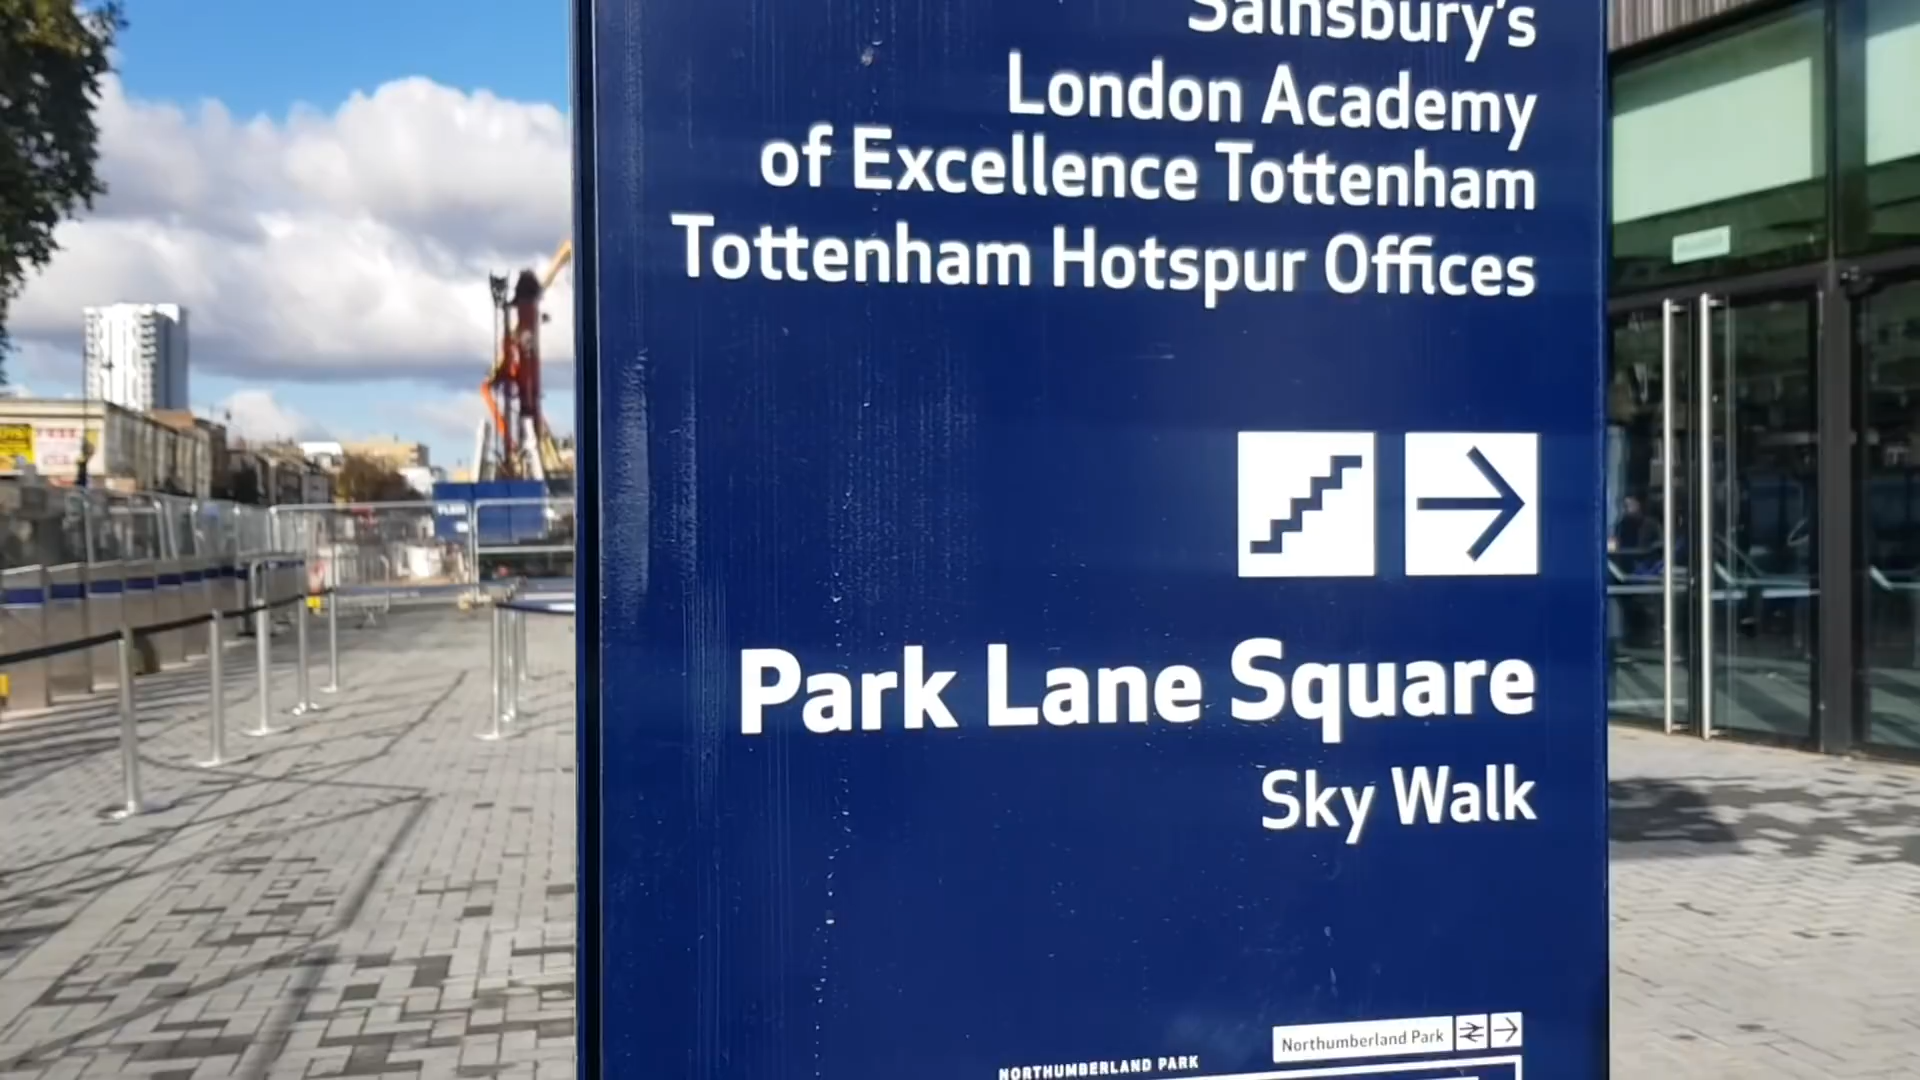 Sainsbury's
London Academy
of Excellence Tottenham
Tottenham Hotspur Offices
Park Lane Square
Sky Walk
Northumberland Park
NORTHUMBERLAND PARK